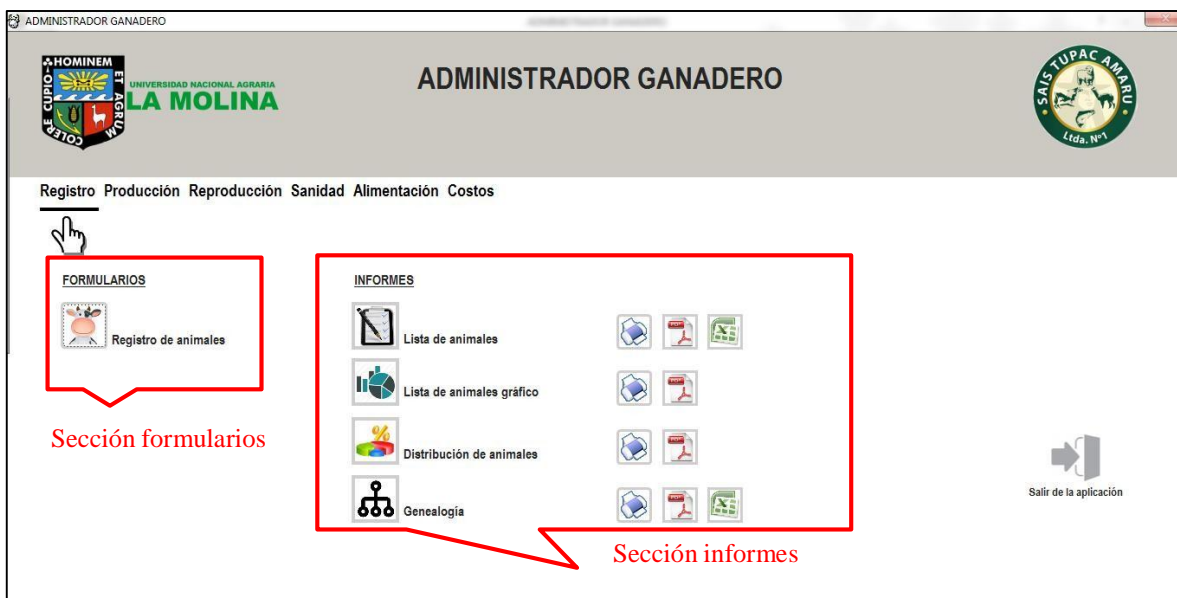 ADMINISTRADOR GANADERO
ADMINISTRADOR GANADERO
HOMINEM ET AGRUM COLERE CUPIO
UNIVERSIDAD NACIONAL AGRARIA
LA MOLINA
ADMINISTRADOR GANADERO
SAIS TUPAC AMARU
Ltda. Nº1
Registro Producción Reproducción Sanidad Alimentación Costos
FORMULARIOS
Registro de animales
Sección formularios
INFORMES
Lista de animales
Lista de animales gráfico
Distribución de animales
Genealogía
Sección informes
Salir de la aplicación